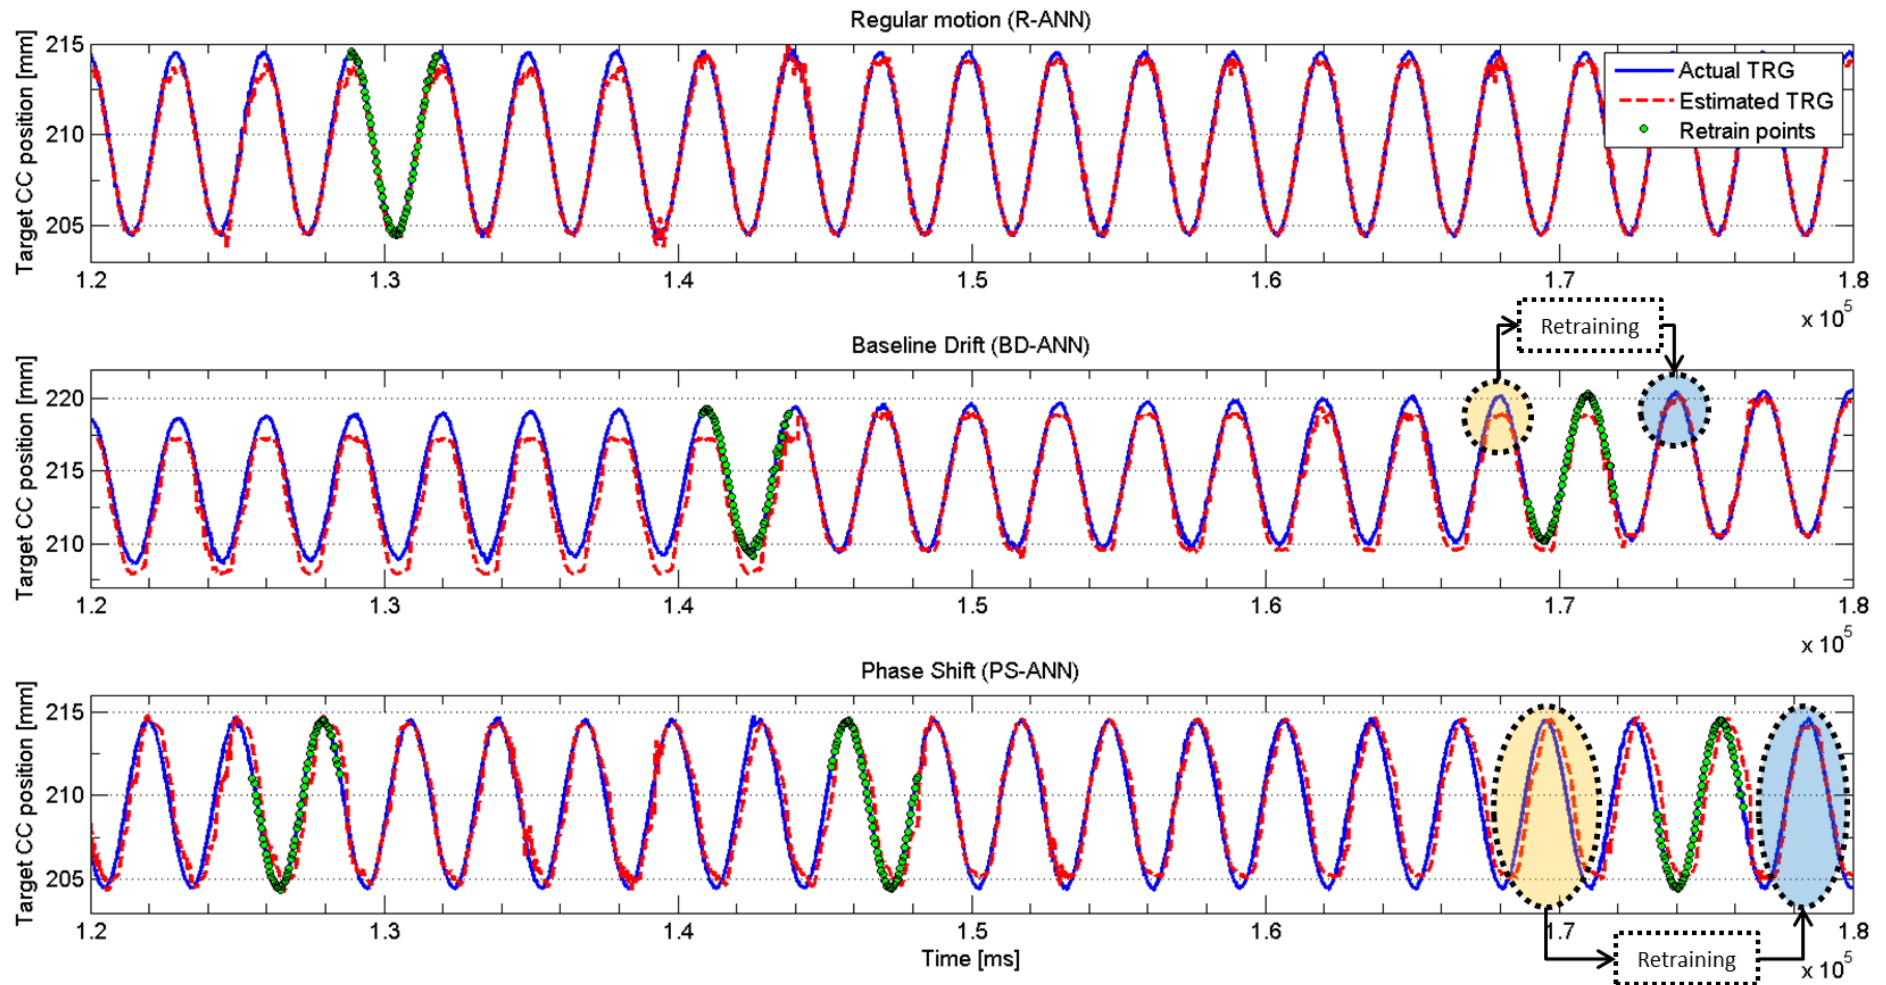 Regular motion (R-ANN)
Target CC position [mm]
215
210
205
Actual TRG
Estimated TRG
Retrain points
1.2 1.3 1.4 1.5 1.6 1.7 1.8
x 10^5
Retraining
Baseline Drift (BD-ANN)
Target CC position [mm]
220
215
210
1.2 1.3 1.4 1.5 1.6 1.7 1.8
x 10^5
Phase Shift (PS-ANN)
Target CC position [mm]
215
210
205
1.2 1.3 1.4 1.5 1.6 1.7 1.8
Time [ms]
Retraining
x 10^5